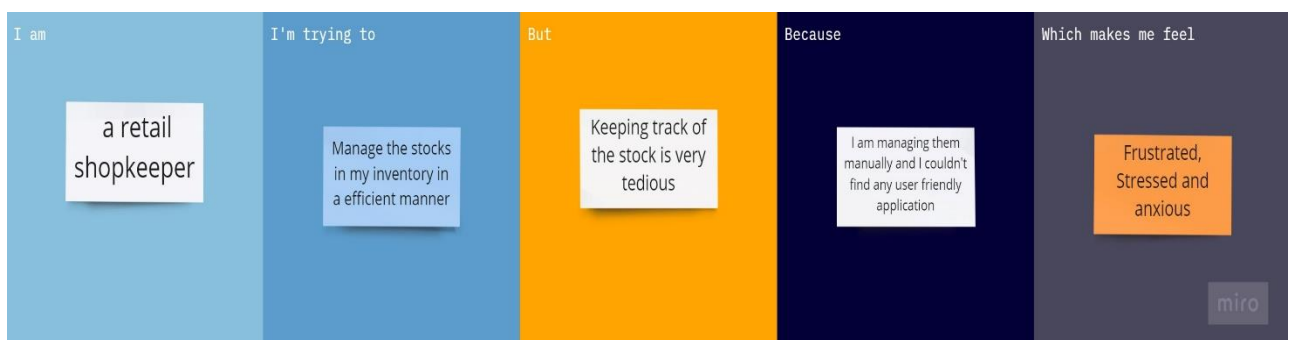 I am
a retail
shopkeeper
I'm trying to
Manage the stocks
in my inventory in
a efficient manner
But
Keeping track of
the stock is very
tedious
Because
I am managing them
manually and I couldn't
find any user friendly
application
Which makes me feel
Frustrated,
Stressed and
anxious
miro